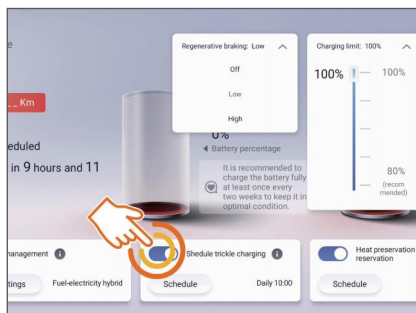 e
Regenerative braking: Low
Charging limit: 100%
Off
Low
High
100%
100%
_ _ Km
0%
Battery percentage
eduled
in 9 hours and 11
It is recommended to
charge the battery fully
at least once every
two weeks to keep it in
optimal condition.
80%
(recom
mended)
nanagement
Shedule trickle charging
Heat preservation
reservation
tings
Fuel-electricity hybrid
Schedule
Daily 10:00
Schedule